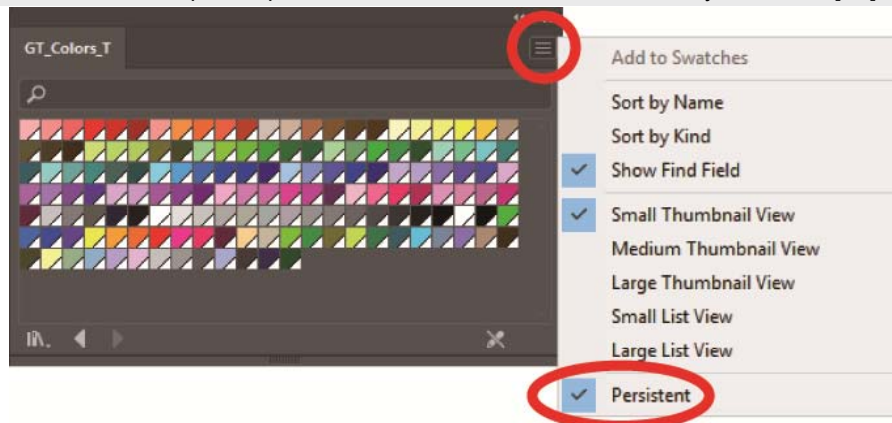 GT_Colors_T
Add to Swatches
Sort by Name
Sort by Kind
Show Find Field
Small Thumbnail View
Medium Thumbnail View
Large Thumbnail View
Small List View
Large List View
Persistent